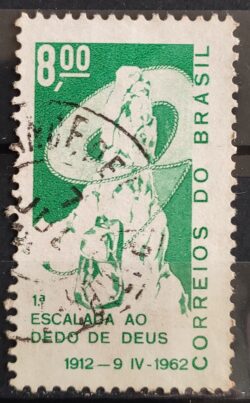 8,00
CORREIOS DO BRASIL
1ª
ESCALADA AO
DEDO DE DEUS
1912 — 9 IV - 1962